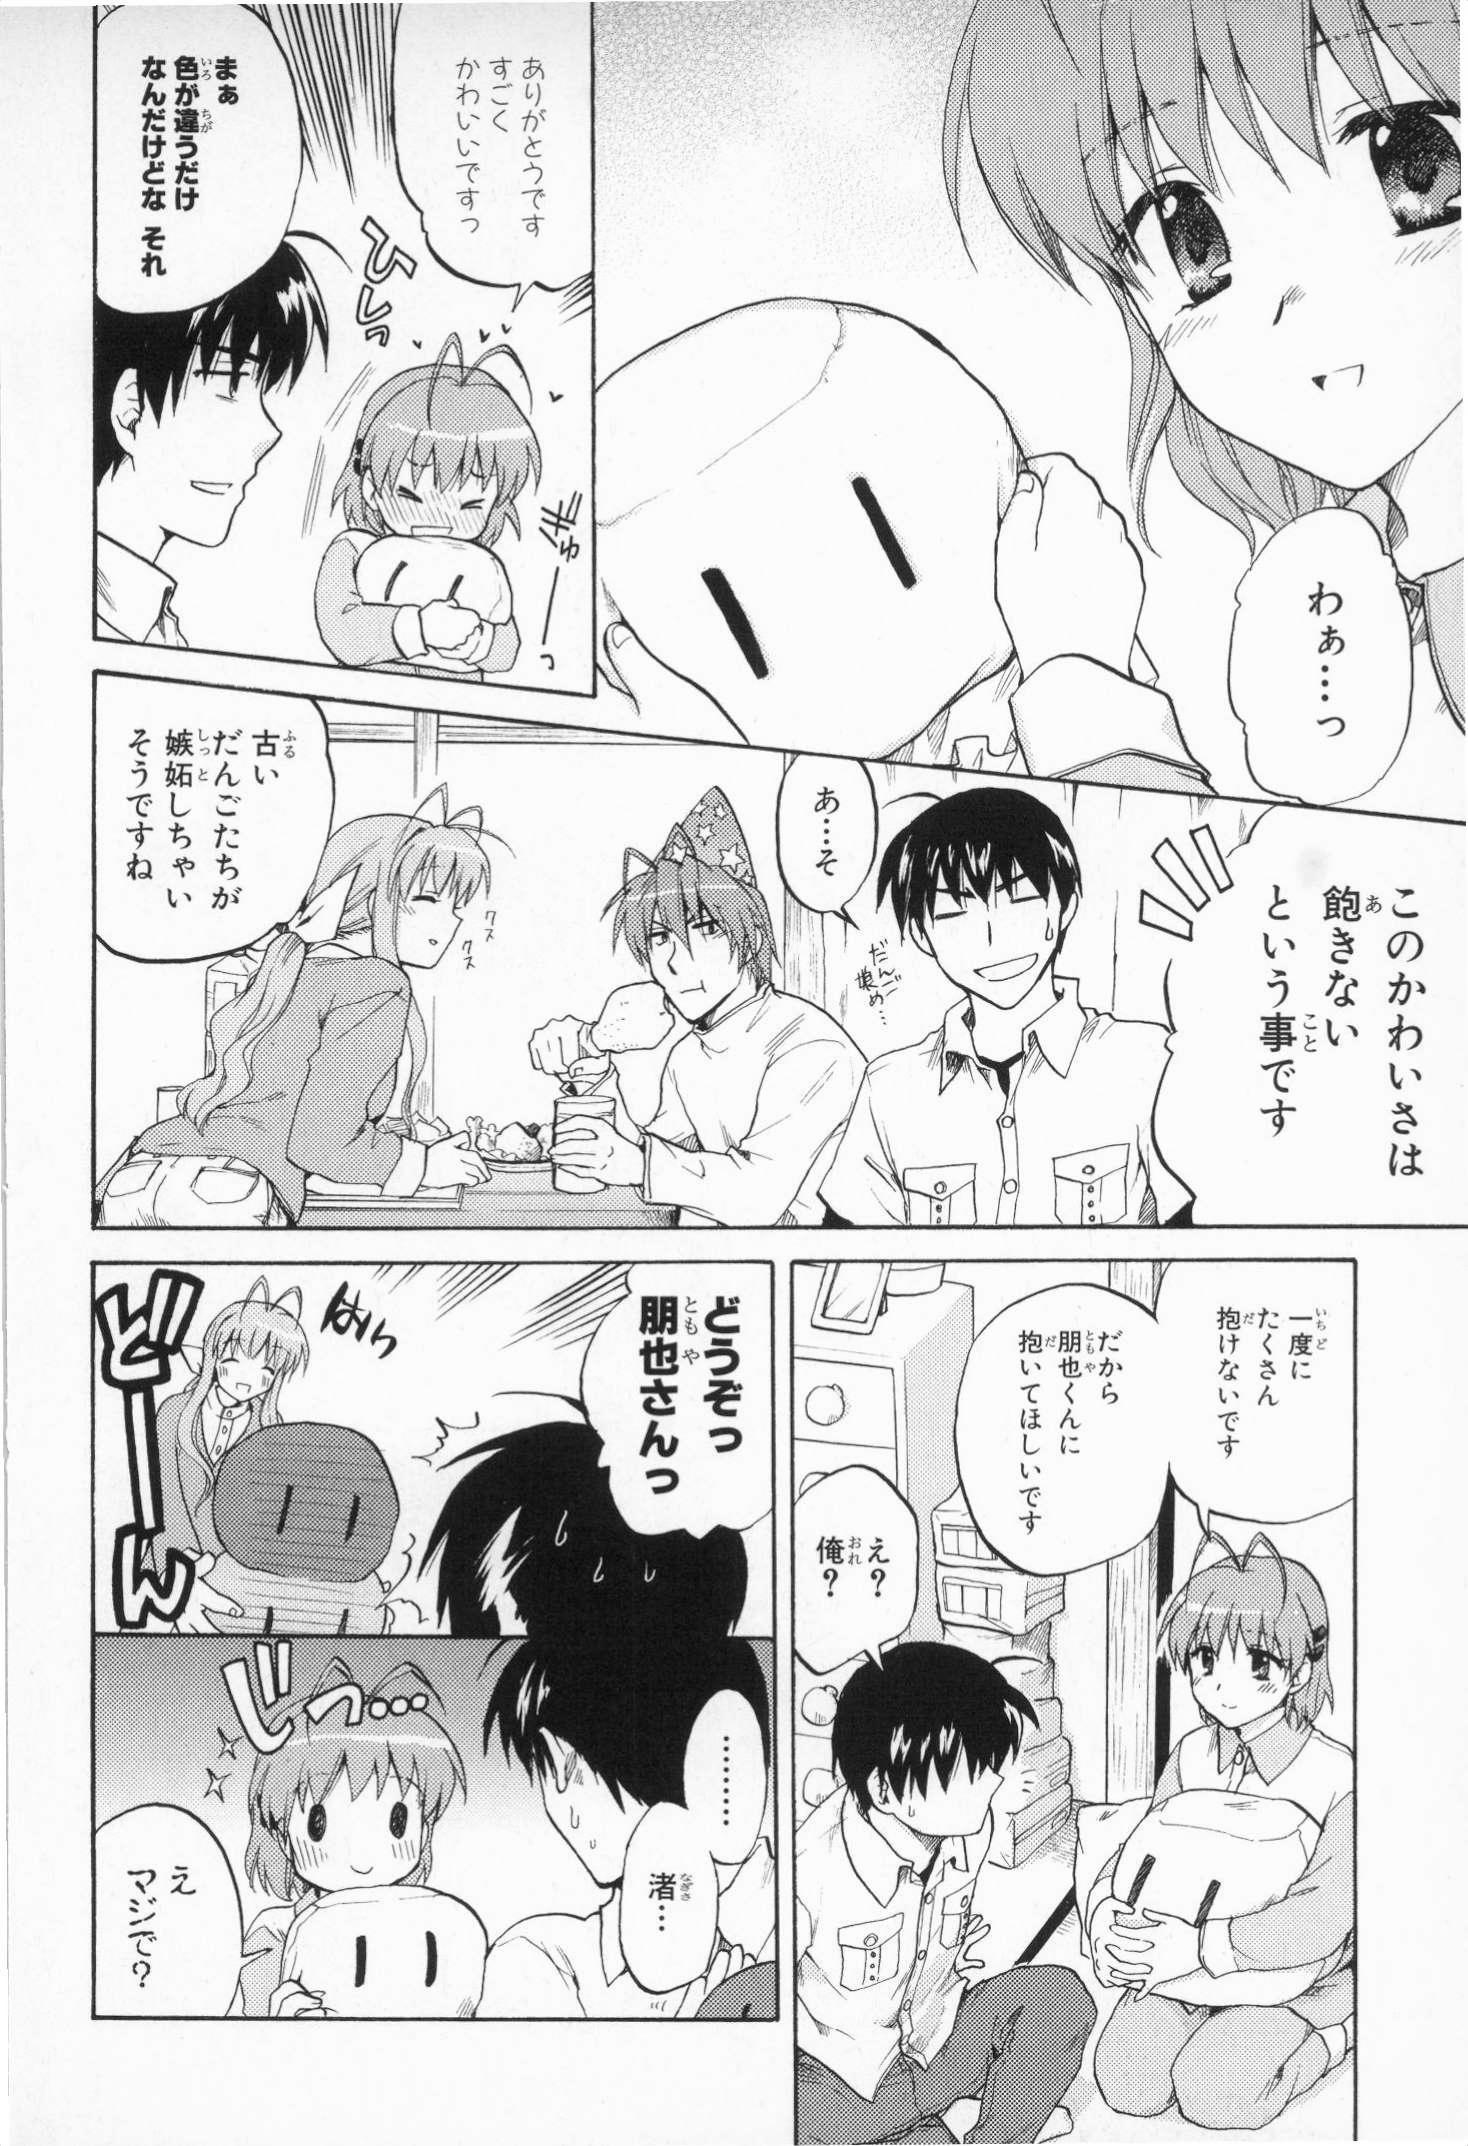 わぁ…っ
ありがとうです
すごく
かわいいですっ
ひしっ
ぎゅーっ
まぁ
色が違うだけ
なんだけどな それ
このかわいさは
飽きない
という事です
あ…そ
だんご
娘め…
クス
クス
古い
だんごたちが
嫉妬しちゃい
そうですね
一度に
たくさん
抱けないです
だから
朋也くんに
抱いてほしいです
え?
俺?
どうぞっ
朋也さんっ
はいっ
どーん
………
渚…
じっ…
え
マジで?